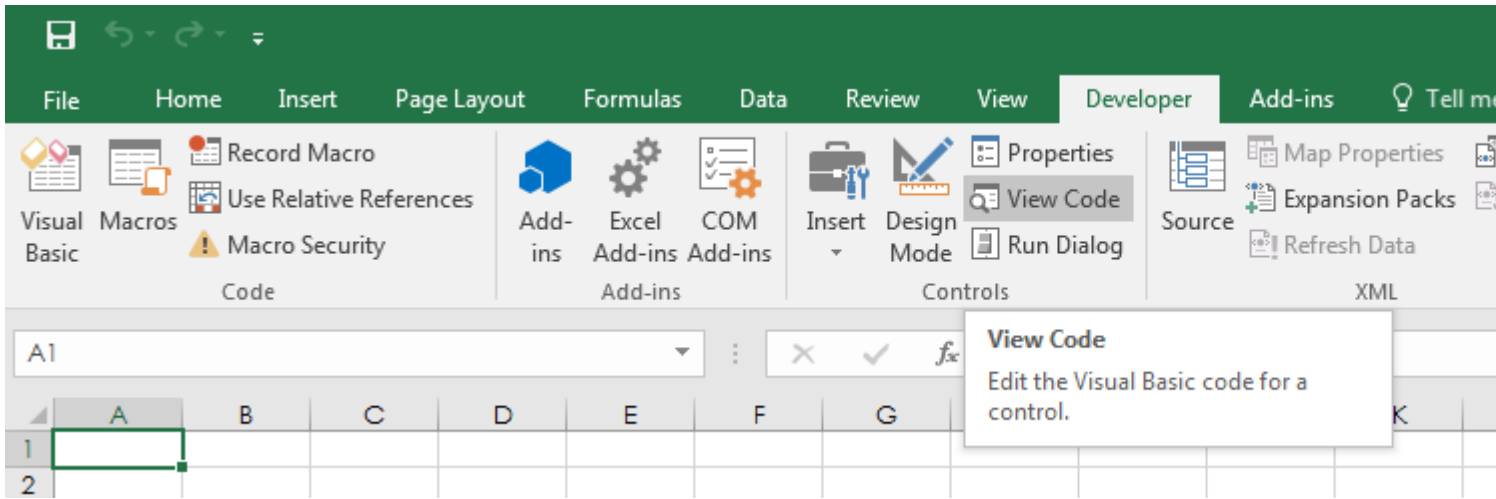 File Home Insert Page Layout Formulas Data Review View Developer Add-ins Tell me
Record Macro
Use Relative References
Macro Security
Visual Basic
Macros
Code
Add-ins
Excel Add-ins
COM Add-ins
Add-ins
Insert
Design Mode
Properties
View Code
Run Dialog
Controls
Source
Map Properties
Expansion Packs
Refresh Data
XML
A1
fx
View Code
Edit the Visual Basic code for a
control.
A B C D E F G K
1
2